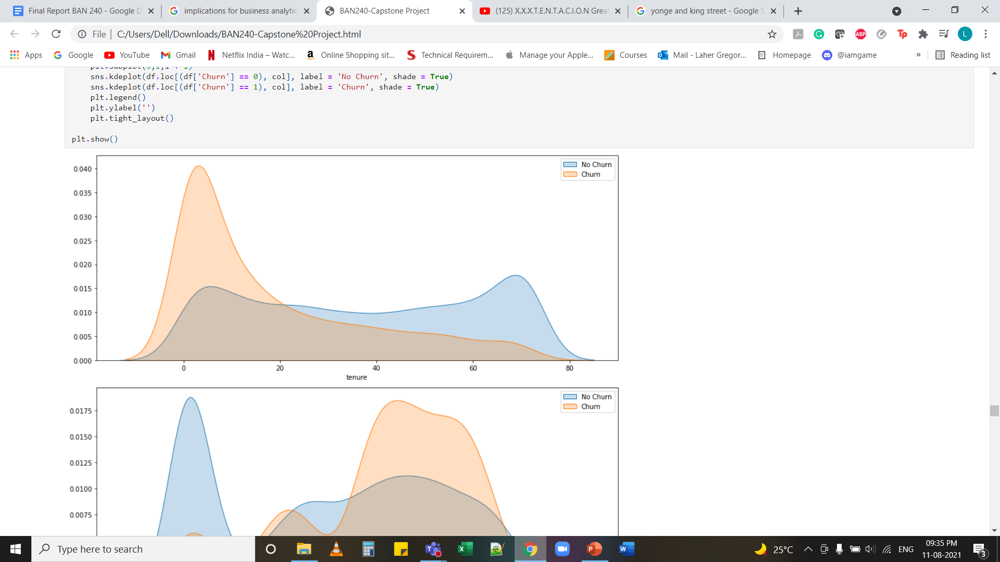 Final Report BAN 240 - Google D
implications for business analytic
BAN240-Capstone Project
(125) X.X.X.T.E.N.T.A.C.I.O.N Grea
yonge and king street - Google S
File
C:/Users/Dell/Downloads/BAN240-Capstone%20Project.html
ABP
L
Apps
Google
YouTube
Gmail
Netflix India – Watc...
Online Shopping sit...
Technical Requirem...
Manage your Apple...
Courses
Mail - Laher Gregor...
Homepage
@iamgame
»
Reading list
sns.kdeplot(df.loc[(df['Churn'] == 0), col], label = 'No Churn', shade = True)
sns.kdeplot(df.loc[(df['Churn'] == 1), col], label = 'Churn', shade = True)
plt.legend()
plt.ylabel('')
plt.tight_layout()
plt.show()
No Churn
Churn
0.040
0.035
0.030
0.025
0.020
0.015
0.010
0.005
0.000
0 20 40 60 80
tenure
No Churn
Churn
0.0175
0.0150
0.0125
0.0100
0.0075
Type here to search
25°C
ENG
09:35 PM
11-08-2021
3